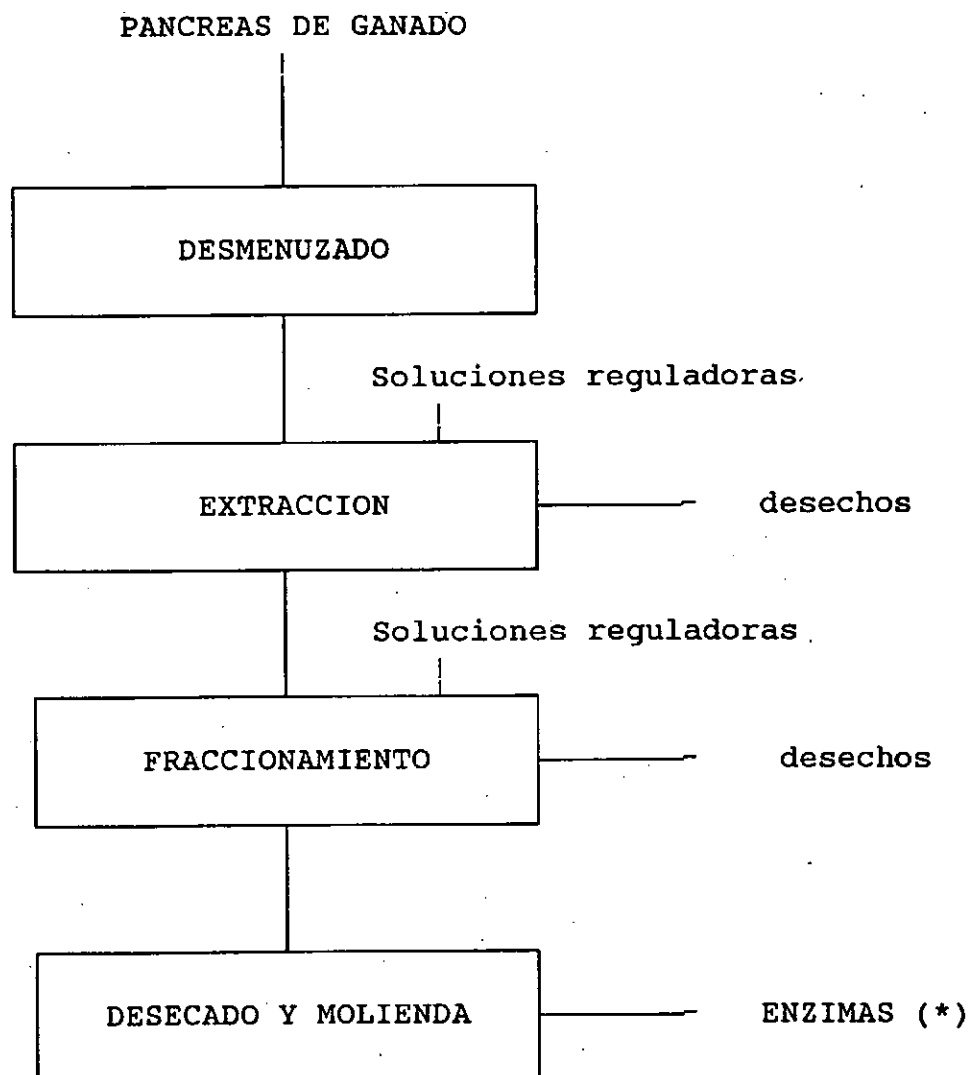 PANCREAS DE GANADO
DESMENUZADO
Soluciones reguladoras
EXTRACCION
desechos
Soluciones reguladoras
FRACCIONAMIENTO
desechos
DESECADO Y MOLIENDA
ENZIMAS (*)